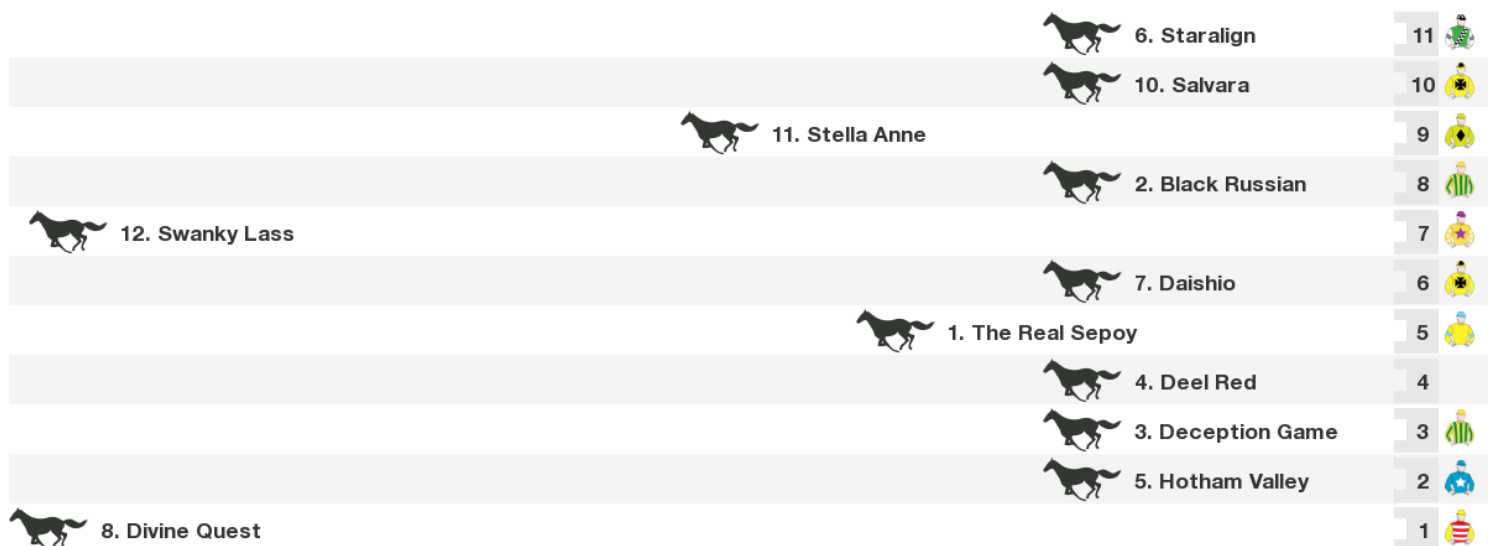 6. Staralign 11
10. Salvara 10
11. Stella Anne 9
2. Black Russian 8
12. Swanky Lass 7
7. Daishio 6
1. The Real Sepoy 5
4. Deel Red 4
3. Deception Game 3
5. Hotham Valley 2
8. Divine Quest 1